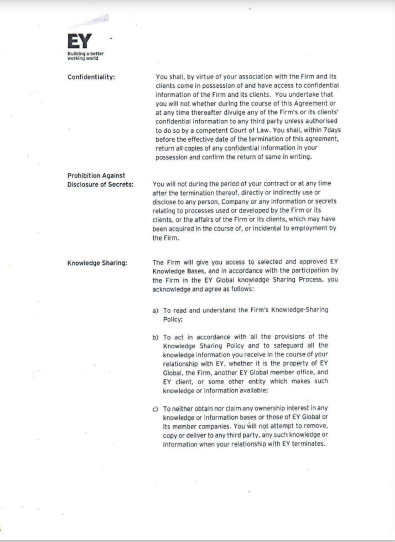 EY
Building a better
working world
Confidentiality:
You shall, by virtue of your association with the Firm and its
clients come in possession of and have access to confidential
information of the Firm and its clients. You undertake that
you will not whether during the course of this Agreement or
at any time thereafter divulge any of the Firm's or its clients'
confidential information to any third party unless authorised
to do so by a competent Court of Law. You shall, within 7days
before the effective date of the termination of this agreement,
return all copies of any confidential information in your
possession and confirm the return of same in writing.
Prohibition Against
Disclosure of Secrets:
You will not during the period of your contract or at any time
after the termination thereof, directly or indirectly use or
disclose to any person, Company or any information or secrets
relating to processes used or developed by the Firm or its
clients, or the affairs of the Firm or its clients, which may have
been acquired in the course of, or incidental to employment by
the Firm.
Knowledge Sharing:
The Firm will give you access to selected and approved EY
Knowledge Bases, and in accordance with the participation by
the Firm in the EY Global knowledge Sharing Process, you
acknowledge and agree as follows:
a) To read and understand the Firm's Knowledge-Sharing
Policy;
b) To act in accordance with all the provisions of the
Knowledge Sharing Policy and to safeguard all the
knowledge information you receive in the course of your
relationship with EY, whether it is the property of EY
Global, the Firm, another EY Global member office, and
EY client, or some other entity which makes such
knowledge or information available;
c) To neither obtain nor claim any ownership interest in any
knowledge or information bases or those of EY Global or
its member companies. You will not attempt to remove,
copy or deliver to any third party, any such knowledge or
information when your relationship with EY terminates.